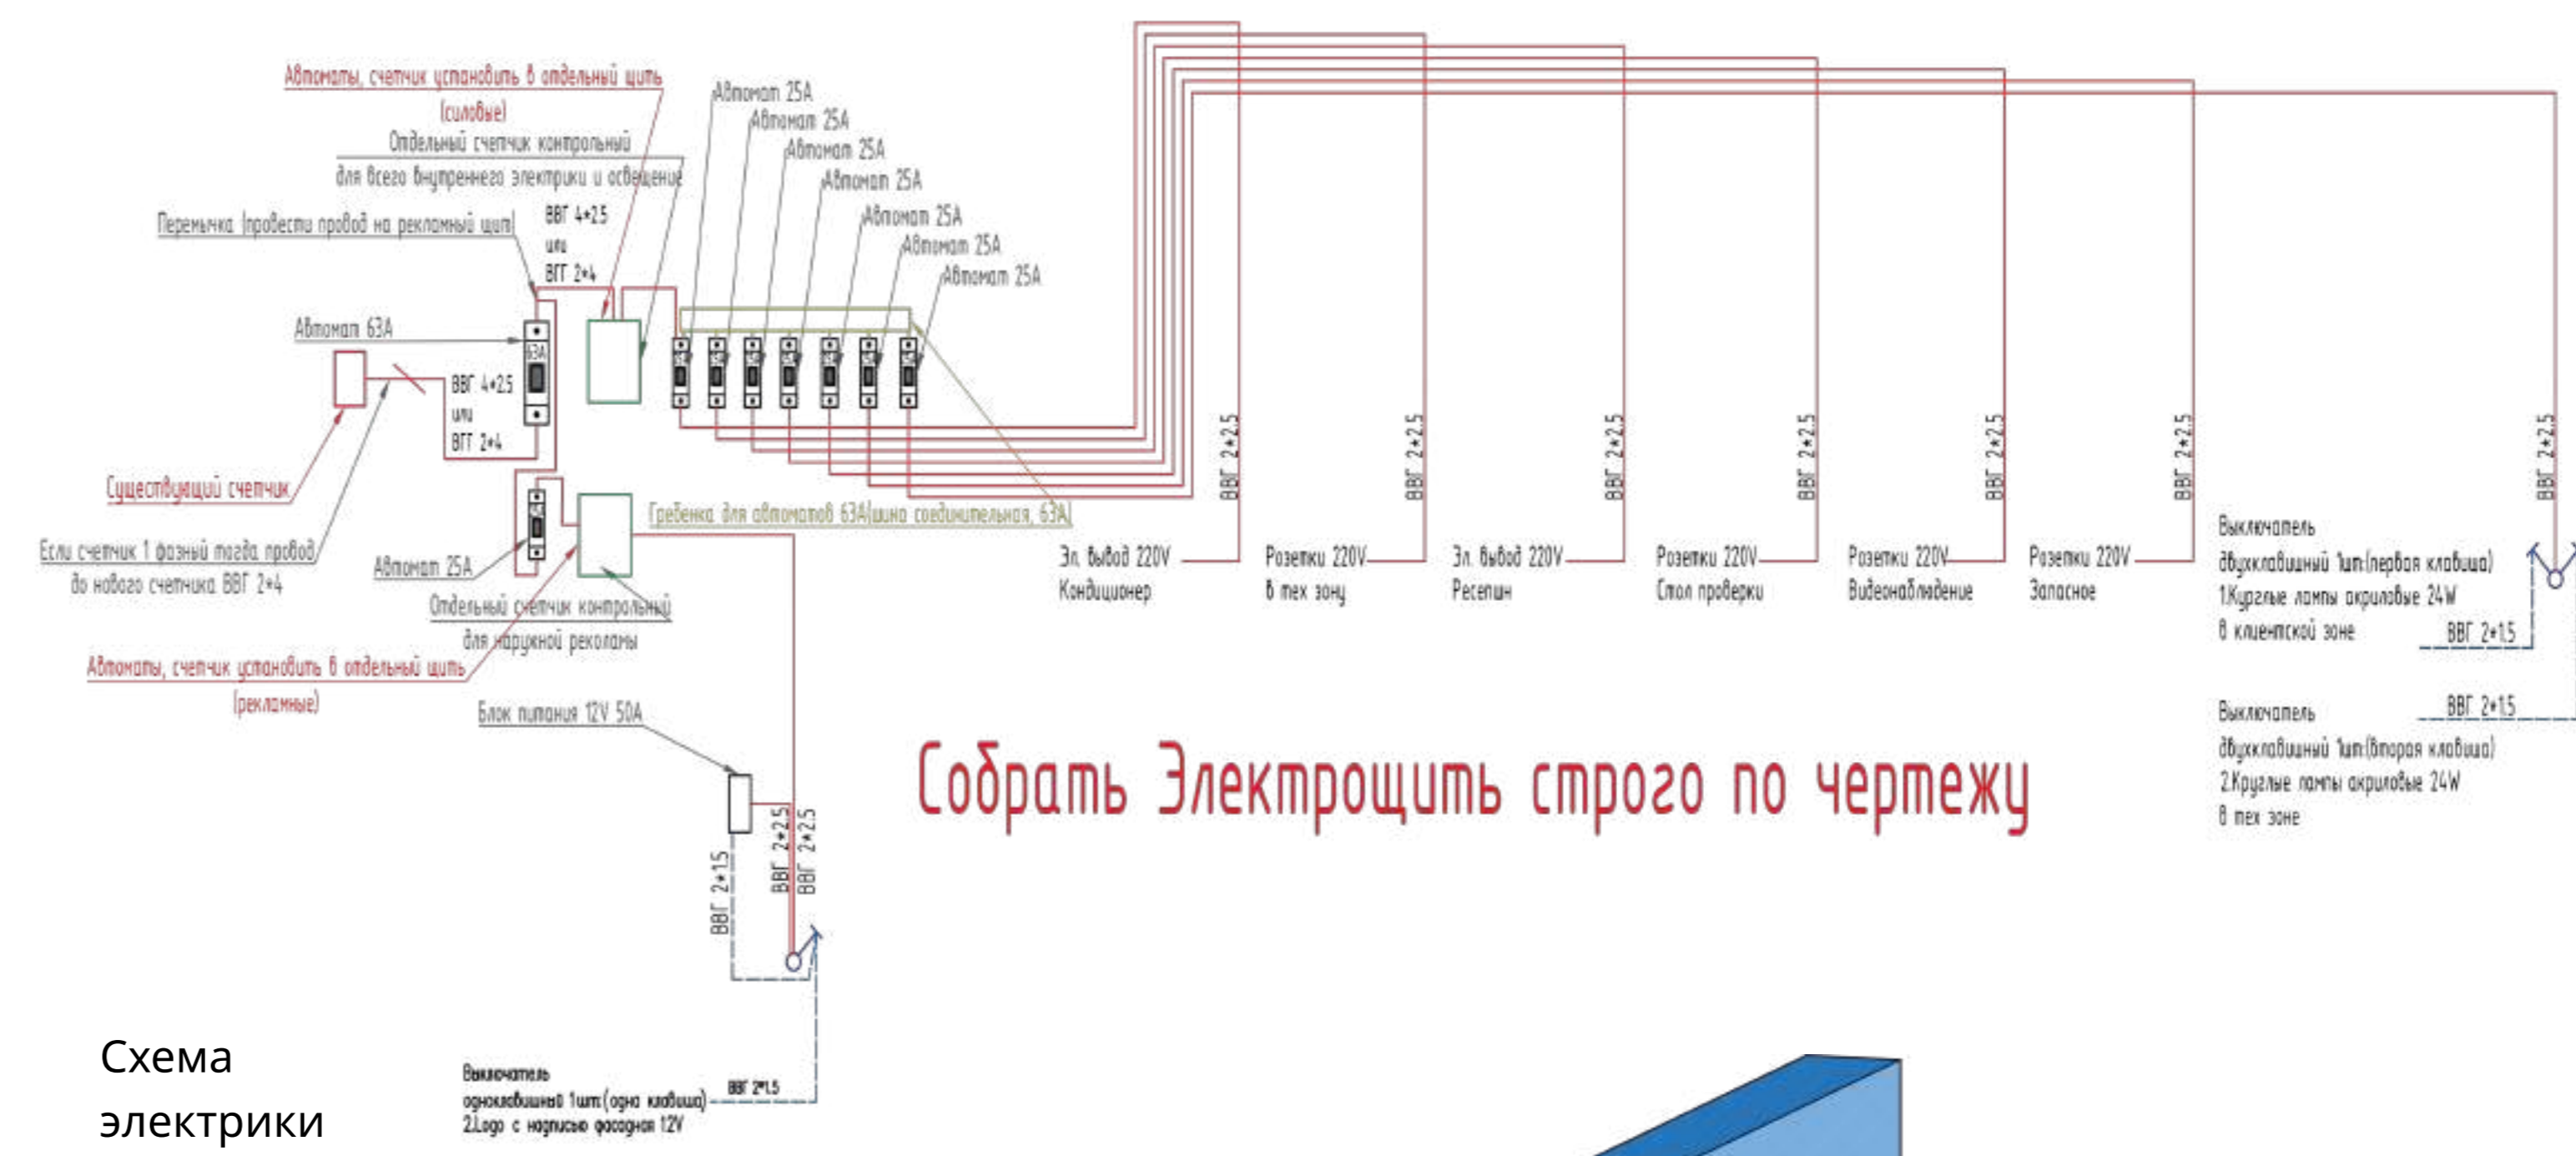 Автоматы, счетчик установить в отдельный щить
(силовые)
Отдельный счетчик контрольный
для всего внутреннего электрики и освещение
Перемычка (провести провод на рекламный щит)
ВВГ 4*2.5
или
ВГГ 2*4
Автомат 25А
Автомат 25А
Автомат 25А
Автомат 25А
Автомат 25А
Автомат 25А
Автомат 25А
Автомат 63А
63А
ВВГ 4*2.5
или
ВГГ 2*4
Существующий счетчик
Если счетчик 1 фазный тогда провод
до нового счетчика ВВГ 2*4
Автомат 25А
Гребенка для автоматов 63А(шина соединительная, 63А)
Отдельный счетчик контрольный
для наружной рекламы
Автоматы, счетчик установить в отдельный щить
(рекламные)
Блок питания 12V 50А
ВВГ 2*1.5
ВВГ 2*2.5
ВВГ 2*2.5
ВВГ 2*2.5
ВВГ 2*2.5
ВВГ 2*2.5
ВВГ 2*2.5
ВВГ 2*2.5
ВВГ 2*2.5
ВВГ 2*2.5
Эл. вывод 220V
Кондиционер
Розетки 220V
в тех зону
Эл. вывод 220V
Ресепшн
Розетки 220V
Стол проверки
Розетки 220V
Видеонаблюдение
Розетки 220V
Запасное
Выключатель
двухклавишный 1шт:(первая клавиша)
1.Курглые лампы акриловые 24W
в клиентской зоне
ВВГ 2*1.5
ВВГ 2*1.5
Выключатель
двухклавишный 1шт:(вторая клавиша)
2.Круглые лампы акриловые 24W
в тех зоне
Собрать Электрощить строго по чертежу
Схема
электрики
Выключатель
одноклавишный 1шт:(одна клавиша)
2.Logo с надписью фасадная 12V
ВВГ 2*1.5